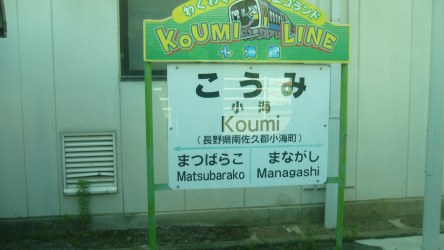 KOUMI LINE
小海線
こうみ
小海
Koumi
(長野県南佐久郡小海町)
まつばらこ まながし
Matsubarako Managashi